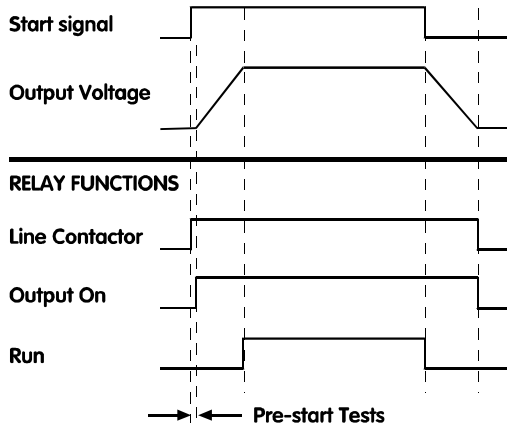 Start signal
Output Voltage
RELAY FUNCTIONS
Line Contactor
Output On
Run
Pre-start Tests